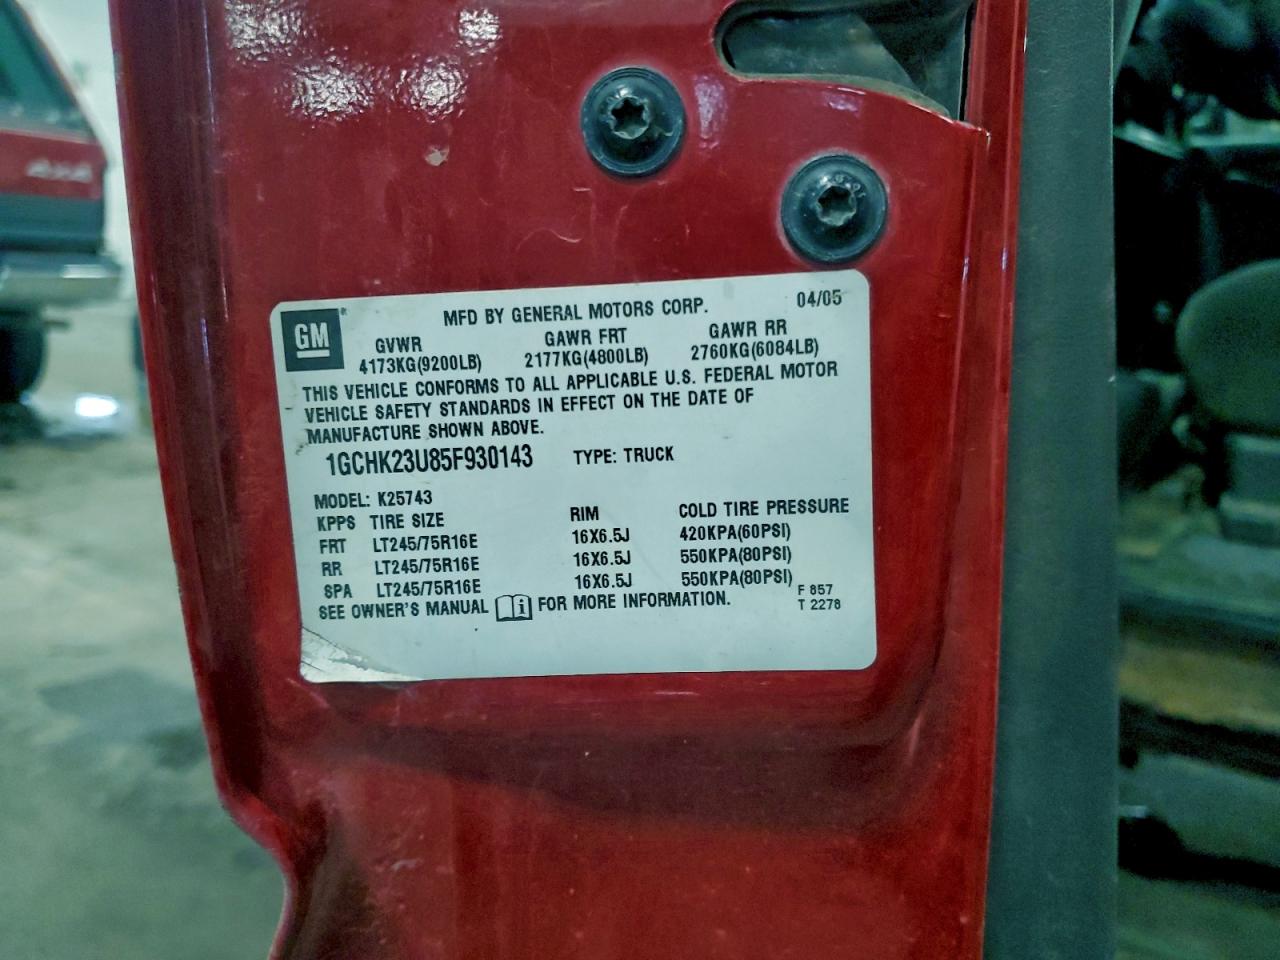 4X4
GM
MFD BY GENERAL MOTORS CORP. 04/05
GVWR GAWR FRT GAWR RR
4173KG(9200LB) 2177KG(4800LB) 2760KG(6084LB)
THIS VEHICLE CONFORMS TO ALL APPLICABLE U.S. FEDERAL MOTOR
VEHICLE SAFETY STANDARDS IN EFFECT ON THE DATE OF
MANUFACTURE SHOWN ABOVE.
1GCHK23U85F930143 TYPE: TRUCK
MODEL: K25743
KPPS TIRE SIZE RIM COLD TIRE PRESSURE
FRT LT245/75R16E 16X6.5J 420KPA(60PSI)
RR LT245/75R16E 16X6.5J 550KPA(80PSI)
SPA LT245/75R16E 16X6.5J 550KPA(80PSI)
SEE OWNER'S MANUAL i FOR MORE INFORMATION.
F 857
T 2278